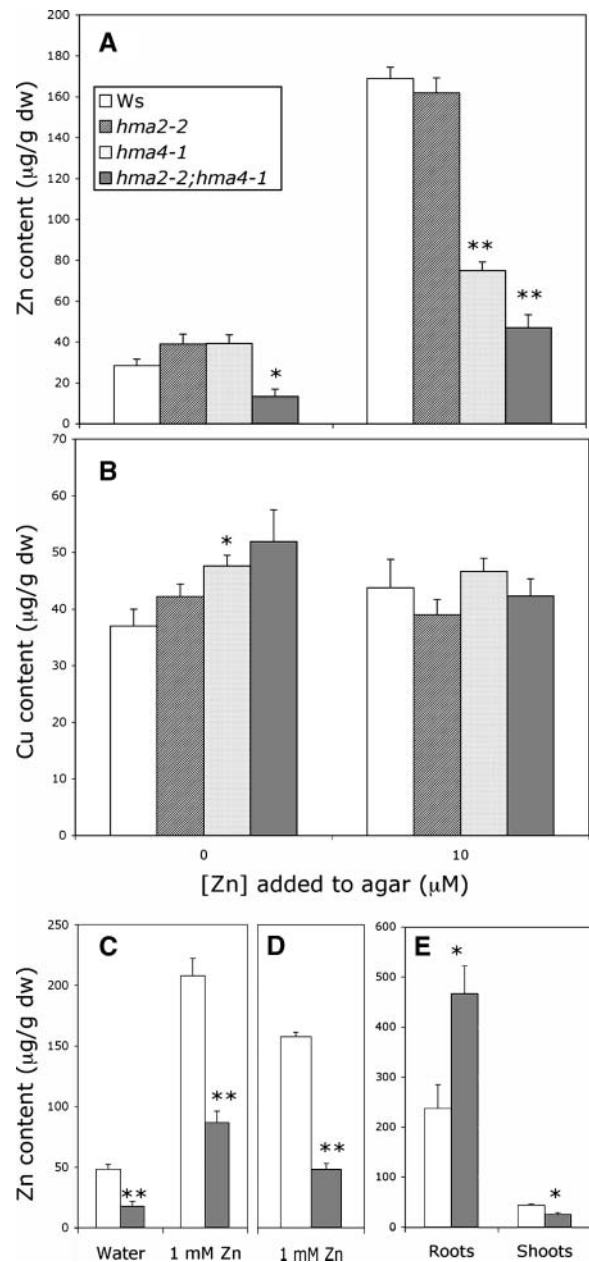 A
Zn content (µg/g dw)
200
180
160
140
120
100
80
60
40
20
0
Ws
hma2-2
hma4-1
hma2-2;hma4-1
*
**
**
B
Cu content (µg/g dw)
70
60
50
40
30
20
10
0
*
0
10
[Zn] added to agar (µM)
C
Zn content (µg/g dw)
250
200
150
100
50
0
**
**
Water
1 mM Zn
D
**
1 mM Zn
E
600
500
400
300
200
100
0
*
*
Roots
Shoots